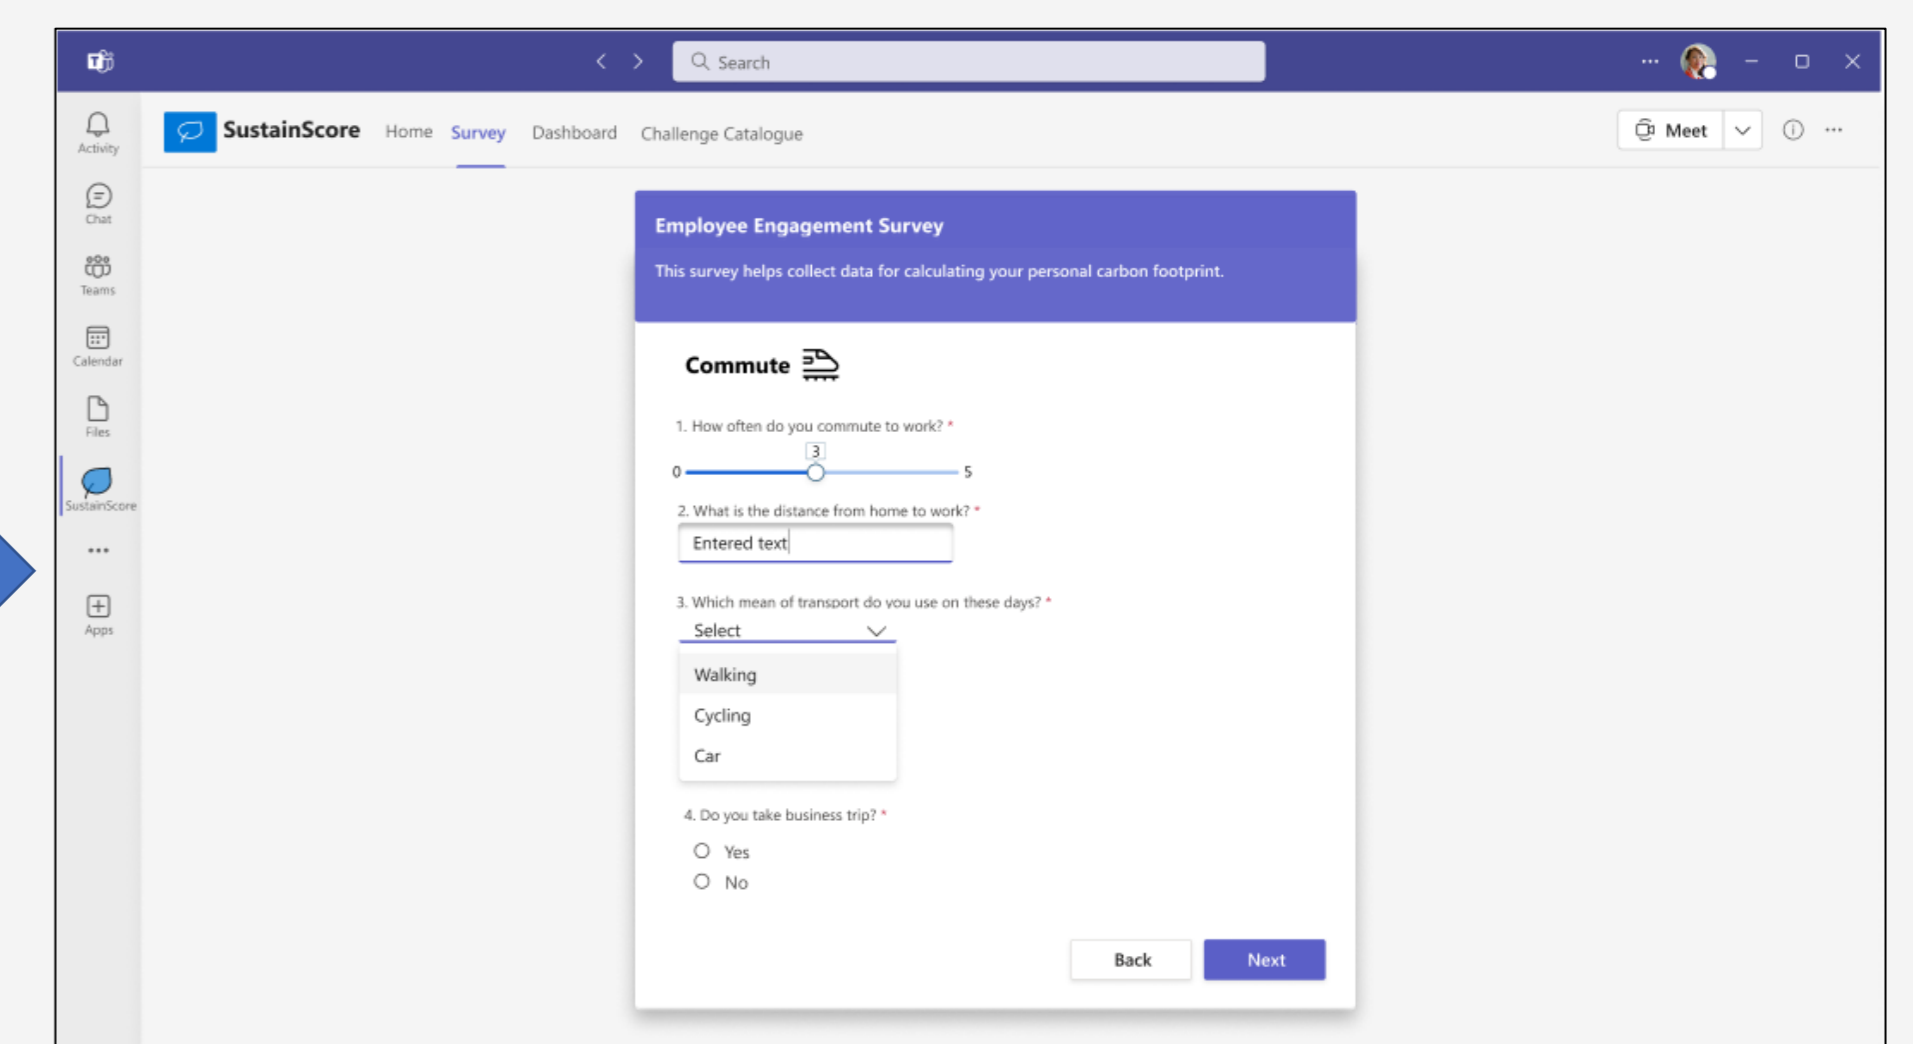 Search
Activity
Chat
Teams
Calendar
Files
SustainScore
Apps
SustainScore Home Survey Dashboard Challenge Catalogue
Meet
Employee Engagement Survey
This survey helps collect data for calculating your personal carbon footprint.
Commute
1. How often do you commute to work? *
3
0 5
2. What is the distance from home to work? *
Entered text
3. Which mean of transport do you use on these days? *
Select
Walking
Cycling
Car
4. Do you take business trip? *
Yes
No
Back Next